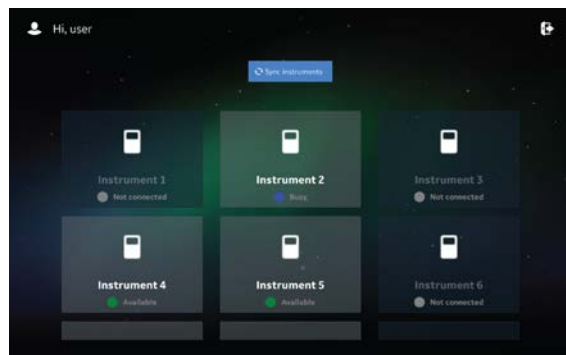 Hi, user
Sync instruments
Instrument 1
Not connected
Instrument 2
Busy
Instrument 3
Not connected
Instrument 4
Available
Instrument 5
Available
Instrument 6
Not connected